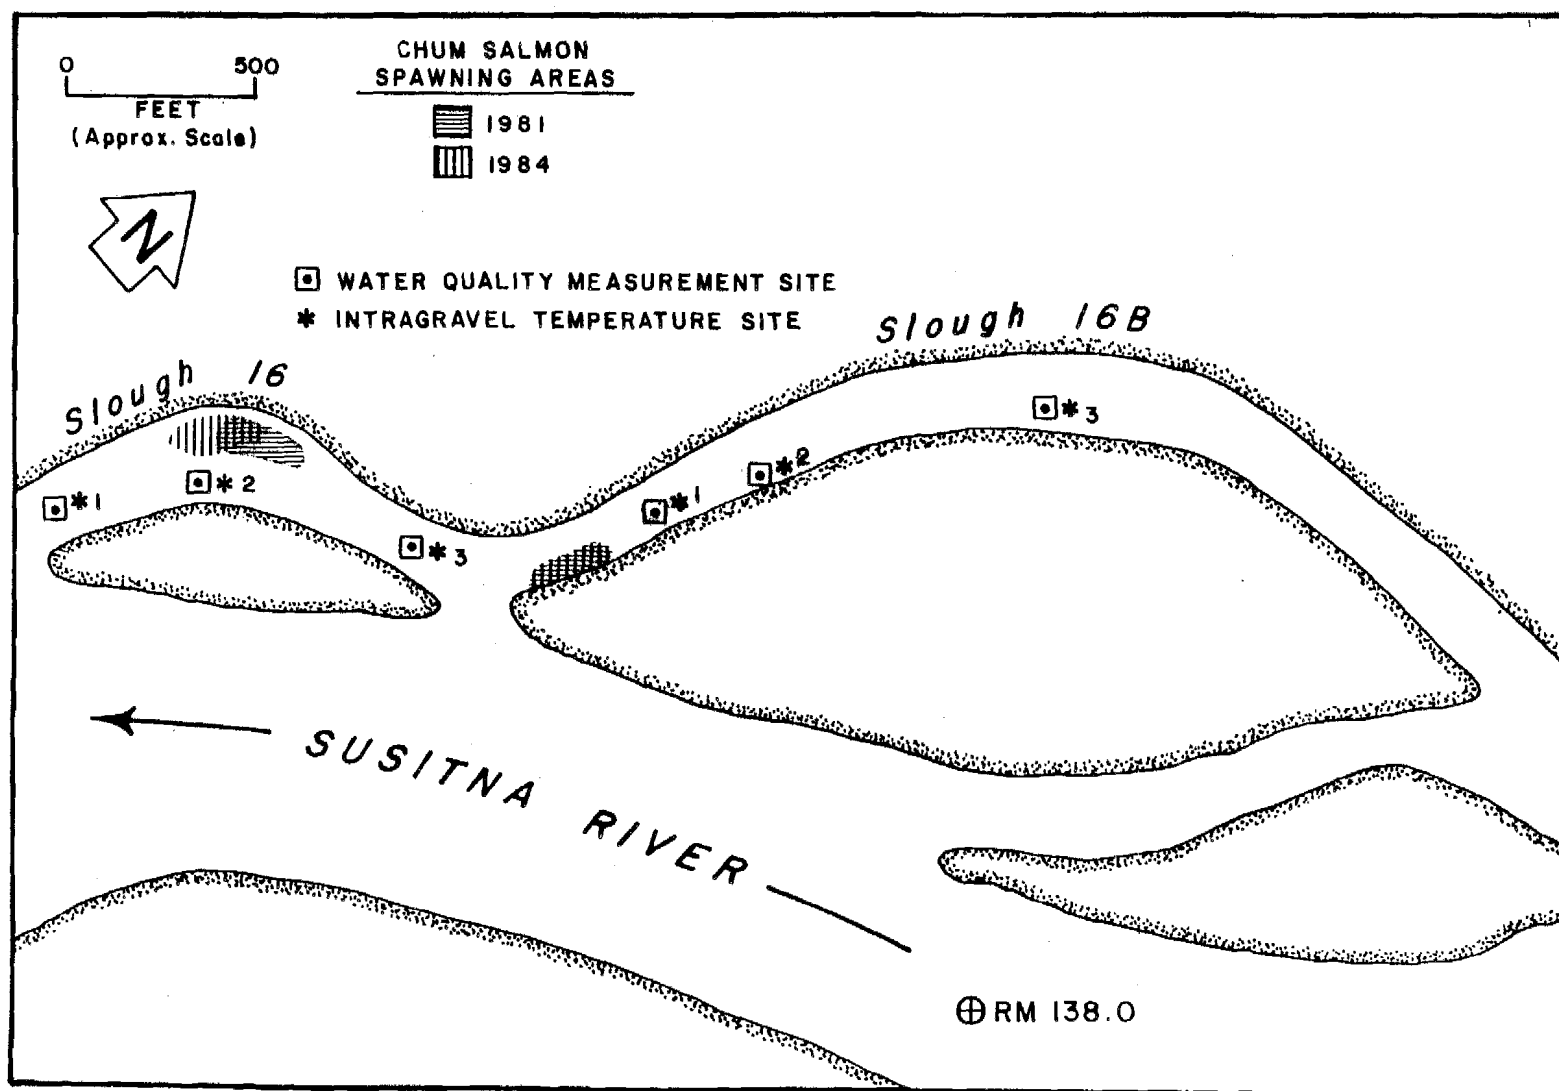 0 500
FEET
(Approx. Scale)
CHUM SALMON
SPAWNING AREAS
1981
1984
N
WATER QUALITY MEASUREMENT SITE
* INTRAGRAVEL TEMPERATURE SITE
Slough 16
Slough 16B
*1
*2
*3
*1
*2
*3
SUSITNA RIVER
RM 138.0